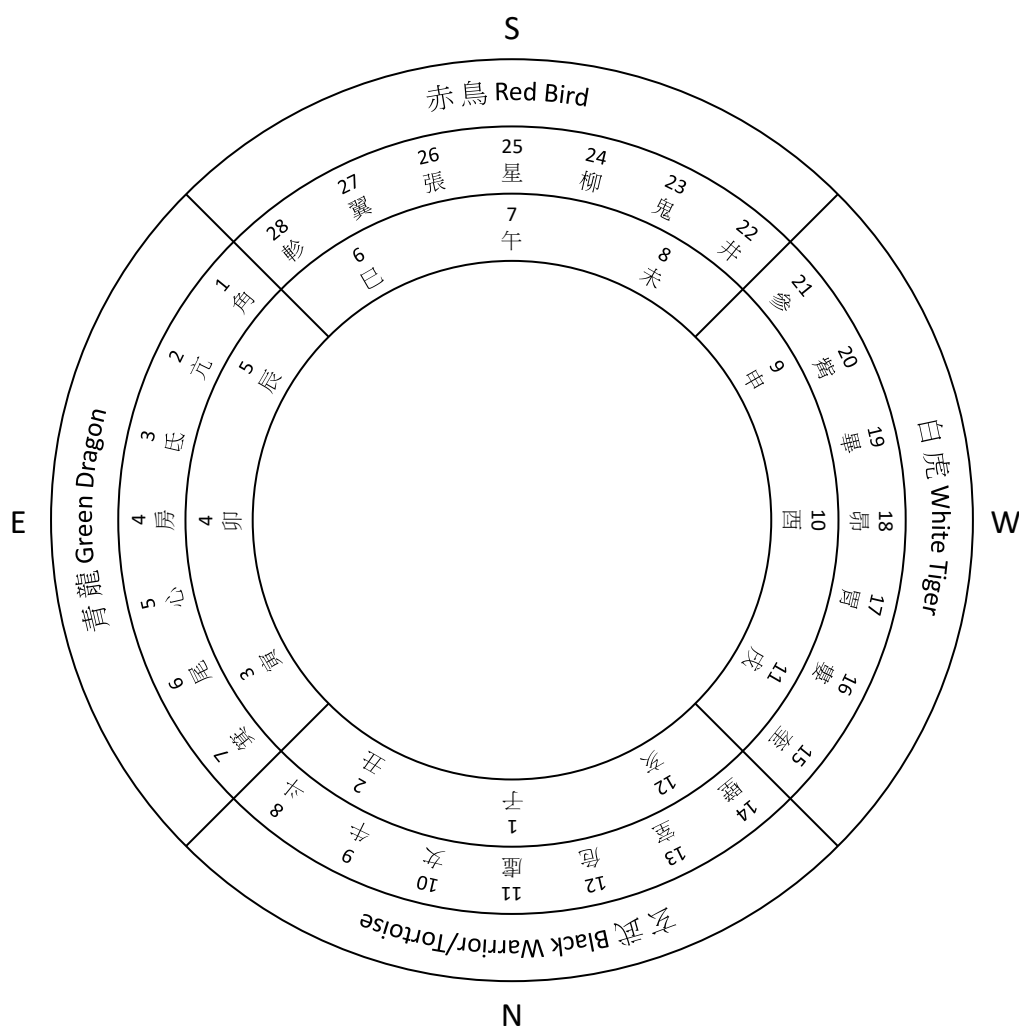 S
赤鳥 Red Bird
28 軫
27 翼
26 張
25 星
24 柳
23 鬼
22 井
6 巳
7 午
8 未
W
白虎 White Tiger
21 參
20 觜
19 畢
18 昴
17 胃
16 婁
15 奎
9 申
10 酉
11 戌
N
玄武 Black Warrior/Tortoise
14 壁
13 室
12 危
11 虛
10 女
9 牛
8 斗
12 亥
1 子
2 丑
E
青龍 Green Dragon
1 角
2 亢
3 氐
4 房
5 心
6 尾
7 箕
5 辰
4 卯
3 寅